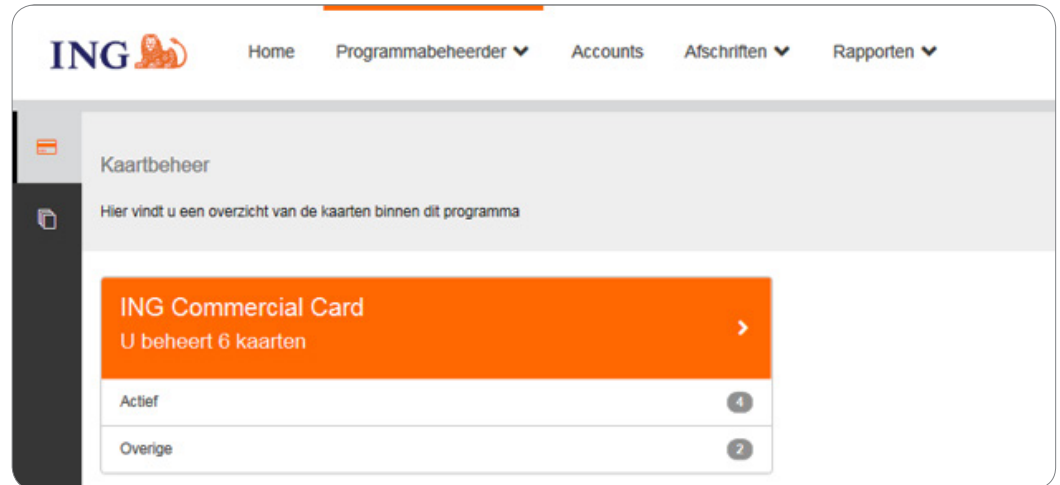 ING
Home Programmabeheerder Accounts Afschriften Rapporten
Kaartbeheer
Hier vindt u een overzicht van de kaarten binnen dit programma
ING Commercial Card
U beheert 6 kaarten
Actief 4
Overige 2